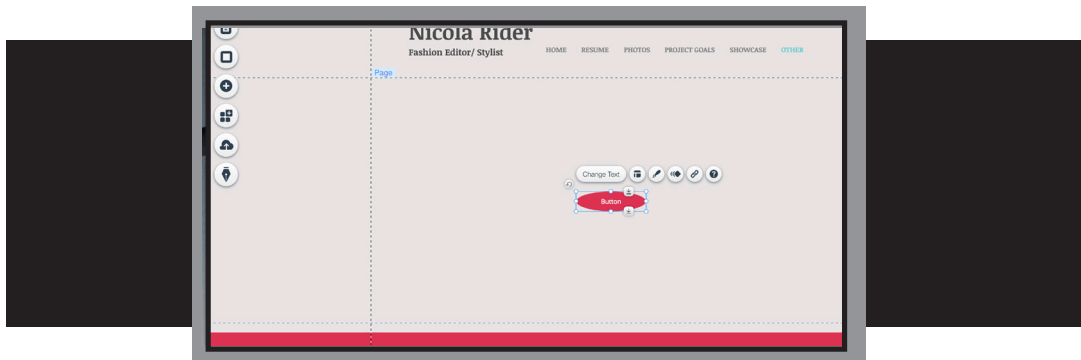 Nicola Rider
Fashion Editor/ Stylist
HOME RESUME PHOTOS PROJECT GOALS SHOWCASE OTHER
Page
Change Text
Button